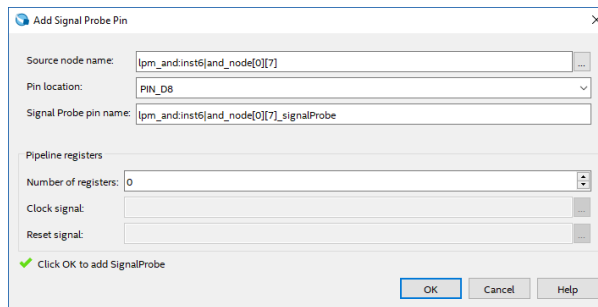 Add Signal Probe Pin
Source node name: lpm_and:inst6|and_node[0][7] ...
Pin location: PIN_D8
Signal Probe pin name: lpm_and:inst6|and_node[0][7]_signalProbe
Pipeline registers
Number of registers: 0
Clock signal: ...
Reset signal: ...
Click OK to add SignalProbe
OK Cancel Help